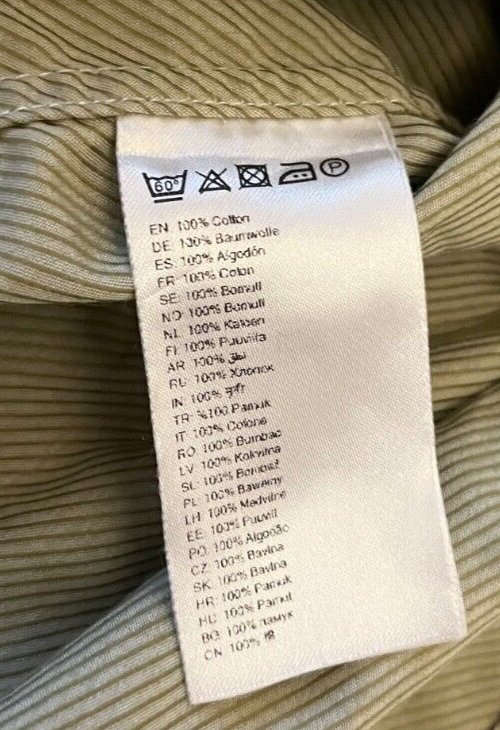 60° P
EN 100% Cotton
DE 100% Baumwolle
ES 100% Algodón
FR 100% Coton
SE 100% Bomull
NO 100% Bomull
NL 100% Katoen
FI 100% Puuvilla
AR 100%
RU 100% Хлопок
IN 100%
TR %100 Pamuk
IT 100% Cotone
RO 100% Bumbac
LV 100% Kokvilna
SL 100% Bombaž
PL 100% Bawełny
LH 100% Medvilnė
EE 100% Puuvill
PO 100% Algodão
CZ 100% Bavlna
SK 100% Bavlna
HR 100% Pamuk
HU 100% Pamut
BG 100% памук
CN 100% 棉